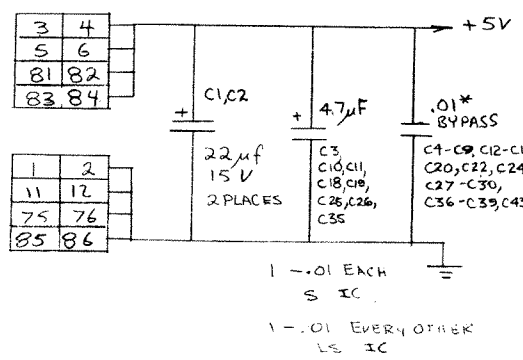 3 4
5 6
81 82
83 84
+5V
C1,C2
+
22µf
15 V
2 PLACES
+
4.7µF
C3,
C10,C11,
C18,C19,
C25,C26,
C35
.01*
BYPASS
C4-C9, C12-C1
C20, C22, C24
C27-C30,
C36-C39, C43
1 2
11 12
75 76
85 86
1 -.01 EACH
S IC
1 -.01 EVERY OTHER
LS IC